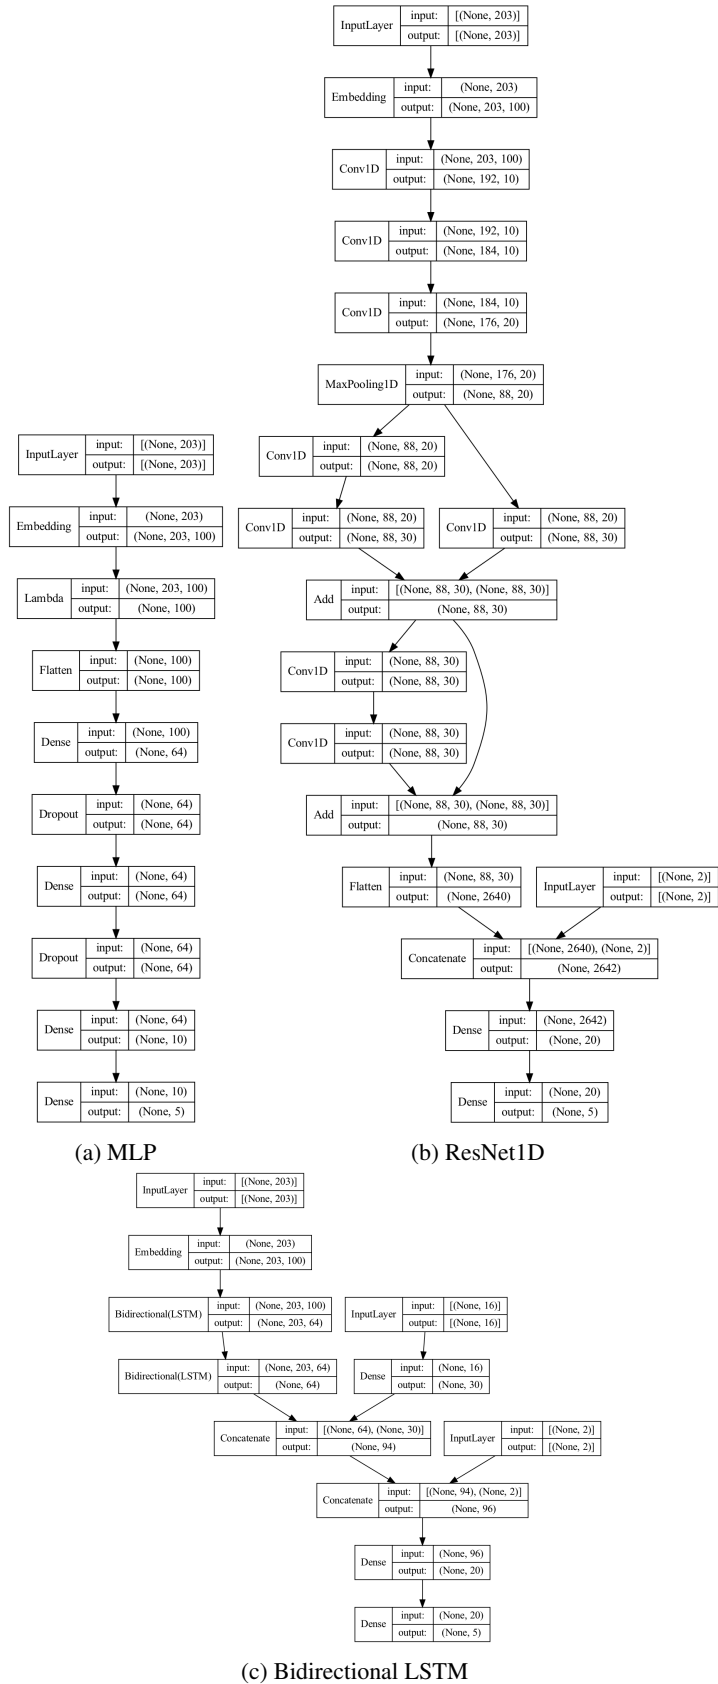 InputLayer input: [(None, 203)]
output: [(None, 203)]
Embedding input: (None, 203)
output: (None, 203, 100)
Lambda input: (None, 203, 100)
output: (None, 100)
Flatten input: (None, 100)
output: (None, 100)
Dense input: (None, 100)
output: (None, 64)
Dropout input: (None, 64)
output: (None, 64)
Dense input: (None, 64)
output: (None, 64)
Dropout input: (None, 64)
output: (None, 64)
Dense input: (None, 64)
output: (None, 10)
Dense input: (None, 10)
output: (None, 5)
(a) MLP
InputLayer input: [(None, 203)]
output: [(None, 203)]
Embedding input: (None, 203)
output: (None, 203, 100)
Conv1D input: (None, 203, 100)
output: (None, 192, 10)
Conv1D input: (None, 192, 10)
output: (None, 184, 10)
Conv1D input: (None, 184, 10)
output: (None, 176, 20)
MaxPooling1D input: (None, 176, 20)
output: (None, 88, 20)
Conv1D input: (None, 88, 20)
output: (None, 88, 20)
Conv1D input: (None, 88, 20)
output: (None, 88, 30)
Conv1D input: (None, 88, 20)
output: (None, 88, 30)
Add input: [(None, 88, 30), (None, 88, 30)]
output: (None, 88, 30)
Conv1D input: (None, 88, 30)
output: (None, 88, 30)
Conv1D input: (None, 88, 30)
output: (None, 88, 30)
Add input: [(None, 88, 30), (None, 88, 30)]
output: (None, 88, 30)
Flatten input: (None, 88, 30)
output: (None, 2640)
InputLayer input: [(None, 2)]
output: [(None, 2)]
Concatenate input: [(None, 2640), (None, 2)]
output: (None, 2642)
Dense input: (None, 2642)
output: (None, 20)
Dense input: (None, 20)
output: (None, 5)
(b) ResNet1D
InputLayer input: [(None, 203)]
output: [(None, 203)]
Embedding input: (None, 203)
output: (None, 203, 100)
Bidirectional(LSTM) input: (None, 203, 100)
output: (None, 203, 64)
InputLayer input: [(None, 16)]
output: [(None, 16)]
Bidirectional(LSTM) input: (None, 203, 64)
output: (None, 64)
Dense input: (None, 16)
output: (None, 30)
Concatenate input: [(None, 64), (None, 30)]
output: (None, 94)
InputLayer input: [(None, 2)]
output: [(None, 2)]
Concatenate input: [(None, 94), (None, 2)]
output: (None, 96)
Dense input: (None, 96)
output: (None, 20)
Dense input: (None, 20)
output: (None, 5)
(c) Bidirectional LSTM